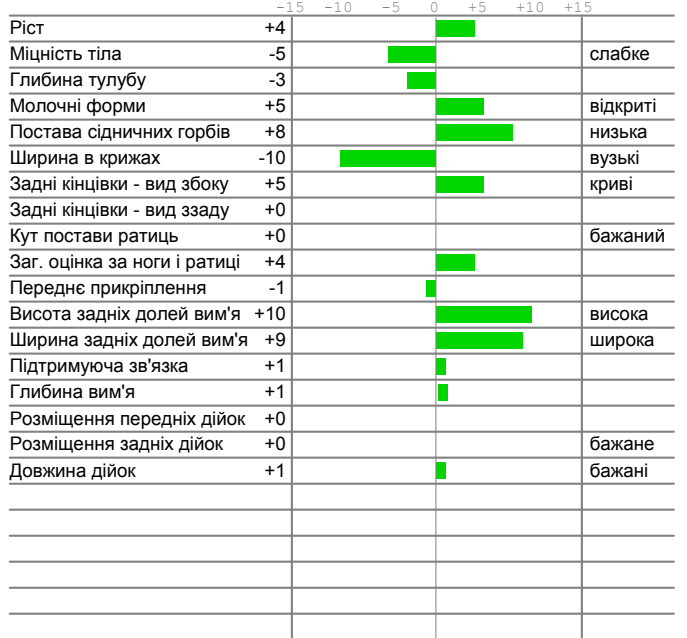 -15 -10 -5 0 +5 +10 +15
Ріст +4
Міцність тіла -5 слабке
Глибина тулубу -3
Молочні форми +5 відкриті
Постава сідничних горбів +8 низька
Ширина в крижах -10 вузькі
Задні кінцівки - вид збоку +5 криві
Задні кінцівки - вид ззаду +0
Кут постави ратиць +0 бажаний
Заг. оцінка за ноги і ратиці +4
Переднє прикріплення -1
Висота задніх долей вим'я +10 висока
Ширина задніх долей вим'я +9 широка
Підтримуюча зв'язка +1
Глибина вим'я +1
Розміщення передніх дійок +0
Розміщення задніх дійок +0 бажане
Довжина дійок +1 бажані